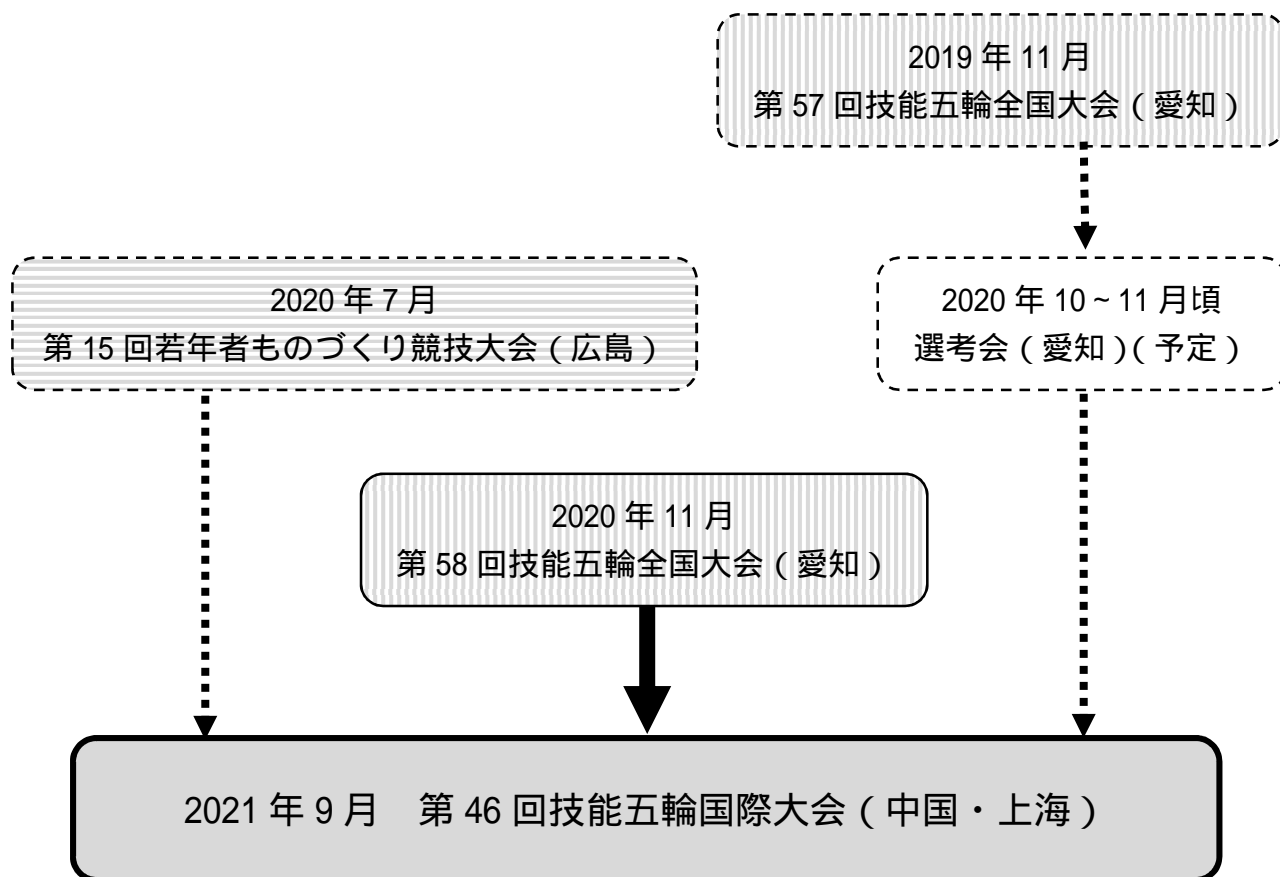 2019 年 11 月
第 57 回技能五輪全国大会（愛知）
2020 年 7 月
第 15 回若年者ものづくり競技大会（広島）
2020 年 10～11 月頃
選考会（愛知）（予定）
2020 年 11 月
第 58 回技能五輪全国大会（愛知）
2021 年 9 月　第 46 回技能五輪国際大会（中国・上海）